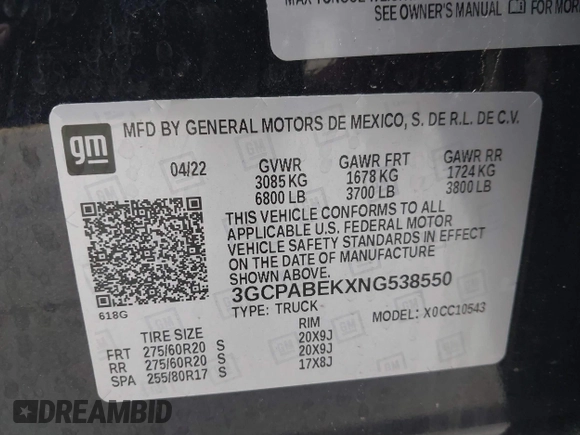 SEE OWNER'S MANUAL FOR MOR
gm
MFD BY GENERAL MOTORS DE MEXICO, S. DE R.L. DE C.V.
04/22 GVWR GAWR FRT GAWR RR
3085 KG 1678 KG 1724 KG
6800 LB 3700 LB 3800 LB
THIS VEHICLE CONFORMS TO ALL
APPLICABLE U.S. FEDERAL MOTOR
VEHICLE SAFETY STANDARDS IN EFFECT
ON THE DATE OF MANUFACTURE
SHOWN ABOVE.
3GCPABEKXNG538550
618G
TYPE: TRUCK MODEL: X0CC10543
TIRE SIZE RIM
FRT 275/60R20 S 20X9J
RR 275/60R20 S 20X9J
SPA 255/80R17 S 17X8J
DREAMBID